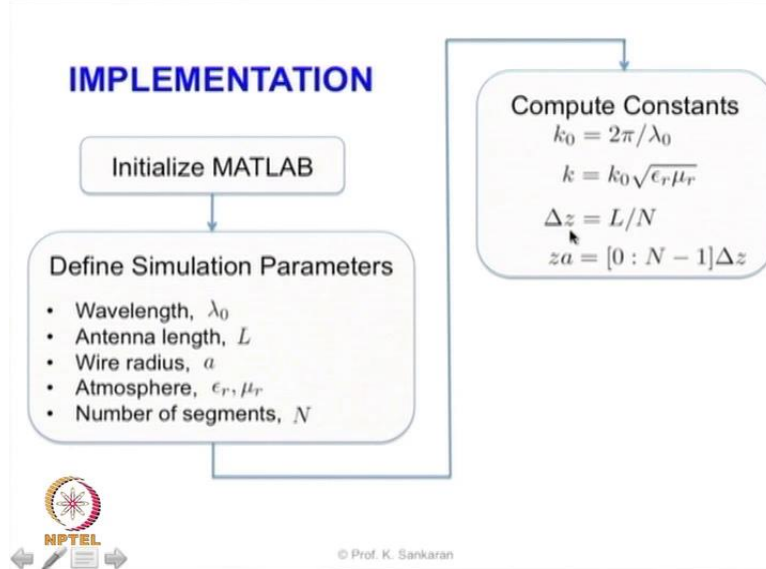 IMPLEMENTATION
Initialize MATLAB
Define Simulation Parameters
• Wavelength, λ₀
• Antenna length, L
• Wire radius, a
• Atmosphere, ϵᵣ, μᵣ
• Number of segments, N
Compute Constants
k₀ = 2π/λ₀
k = k₀√ϵᵣμᵣ
Δz = L/N
za = [0 : N − 1]Δz
NPTEL
© Prof. K. Sankaran